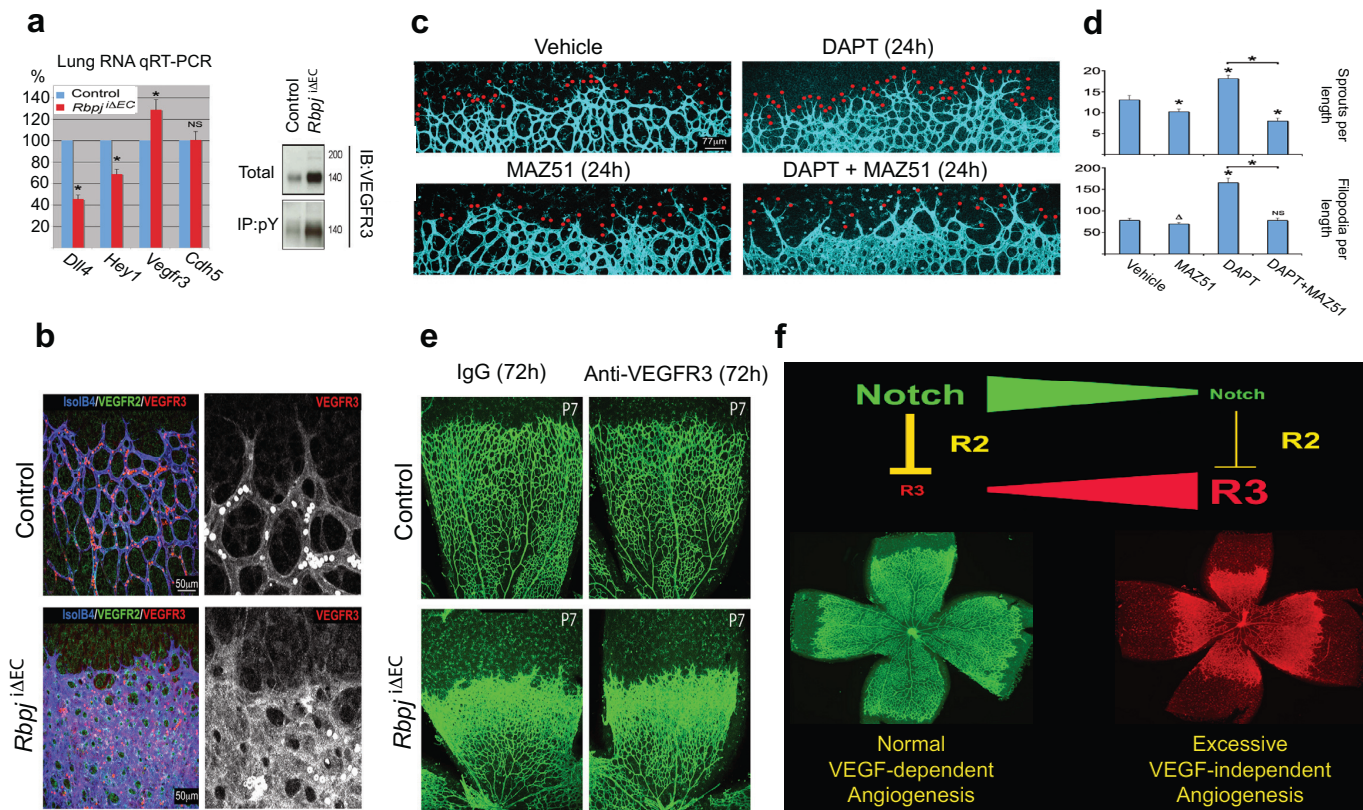 a
Lung RNA qRT-PCR
%
140
120
100
80
60
40
20
Control
Rbpj iΔEC
*
*
*
NS
Dll4
Hey1
Vegfr3
Cdh5
Control
Rbpj iΔEC
Total
IP:pY
200
140
140
IB:VEGFR3
b
Control
Rbpj iΔEC
IsolB4/VEGFR2/VEGFR3
VEGFR3
50μm
IsolB4/VEGFR2/VEGFR3
VEGFR3
50μm
c
Vehicle
DAPT (24h)
77μm
MAZ51 (24h)
DAPT + MAZ51 (24h)
d
20
15
10
5
*
*
*
*
Sprouts per
length
200
150
100
50
Δ
*
*
NS
Filopodia per
length
Vehicle
MAZ51
DAPT
DAPT+MAZ51
e
IgG (72h)
Anti-VEGFR3 (72h)
Control
P7
P7
Rbpj iΔEC
P7
P7
f
Notch
Notch
R2
R2
R3
R3
Normal
VEGF-dependent
Angiogenesis
Excessive
VEGF-independent
Angiogenesis